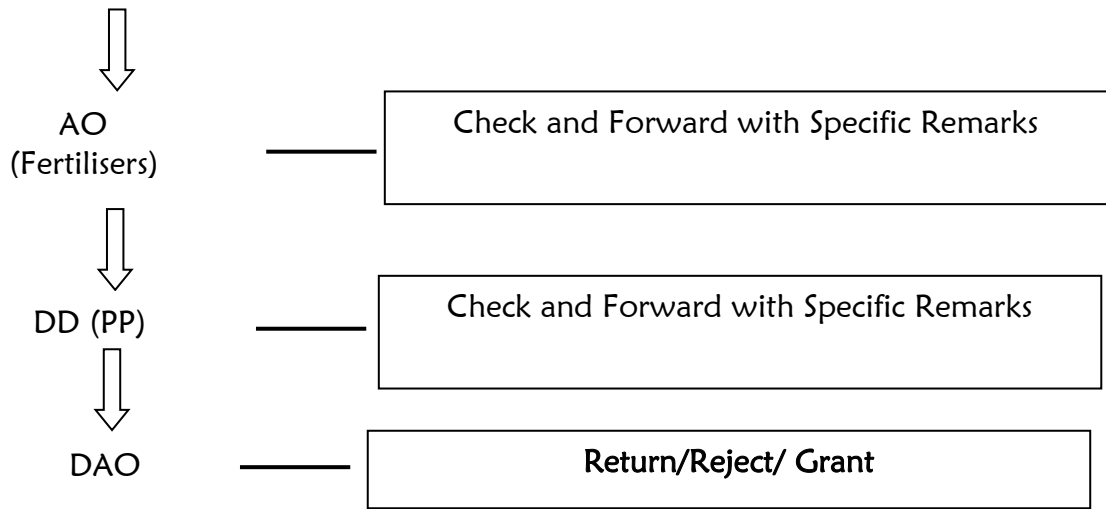 AO
(Fertilisers)
Check and Forward with Specific Remarks
DD (PP)
Check and Forward with Specific Remarks
DAO
Return/Reject/ Grant